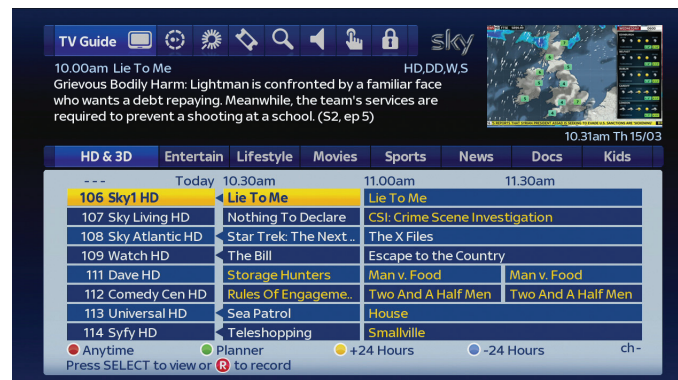 TV Guide
sky
10.00am Lie To Me HD,DD,W,S
Grievous Bodily Harm: Lightman is confronted by a familiar face
who wants a debt repaying. Meanwhile, the team's services are
required to prevent a shooting at a school. (S2, ep 5)
10.31am Th 15/03
HD & 3D Entertain Lifestyle Movies Sports News Docs Kids
- - - Today 10.30am 11.00am 11.30am
106 Sky1 HD Lie To Me Lie To Me
107 Sky Living HD Nothing To Declare CSI: Crime Scene Investigation
108 Sky Atlantic HD Star Trek: The Next .. The X Files
109 Watch HD The Bill Escape to the Country
111 Dave HD Storage Hunters Man v. Food Man v. Food
112 Comedy Cen HD Rules Of Engageme.. Two And A Half Men Two And A Half Men
113 Universal HD Sea Patrol House
114 Syfy HD Teleshopping Smallville
Anytime Planner +24 Hours -24 Hours ch-
Press SELECT to view or R to record